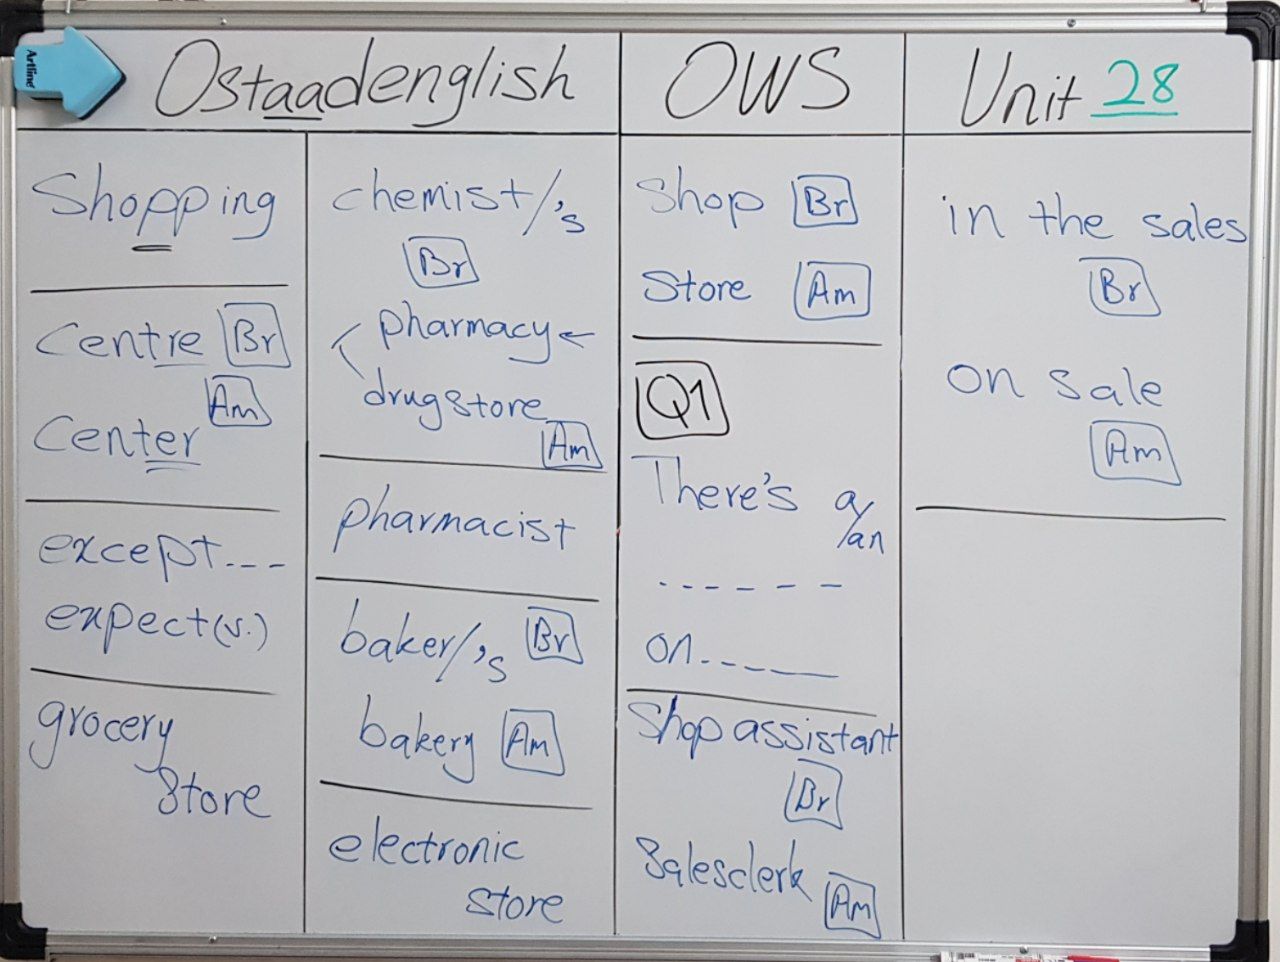 Artline
Ostaadenglish
OWS
Unit 28
Shopping
Centre Br
Am
Center
except---
expect(v.)
grocery
store
chemist/'s
Br
pharmacy
drugstore
Am
pharmacist
baker/'s Br
bakery Am
electronic
store
Shop Br
Store Am
Q1
There's a/an
------
on------
Shop assistant
Br
Salesclerk
Am
in the sales
Br
on sale
Am